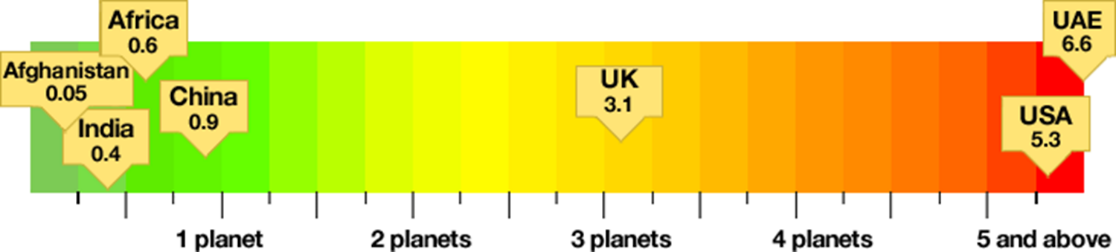 Africa
0.6
Afghanistan
0.05
India
0.4
China
0.9
UK
3.1
UAE
6.6
USA
5.3
1 planet
2 planets
3 planets
4 planets
5 and above